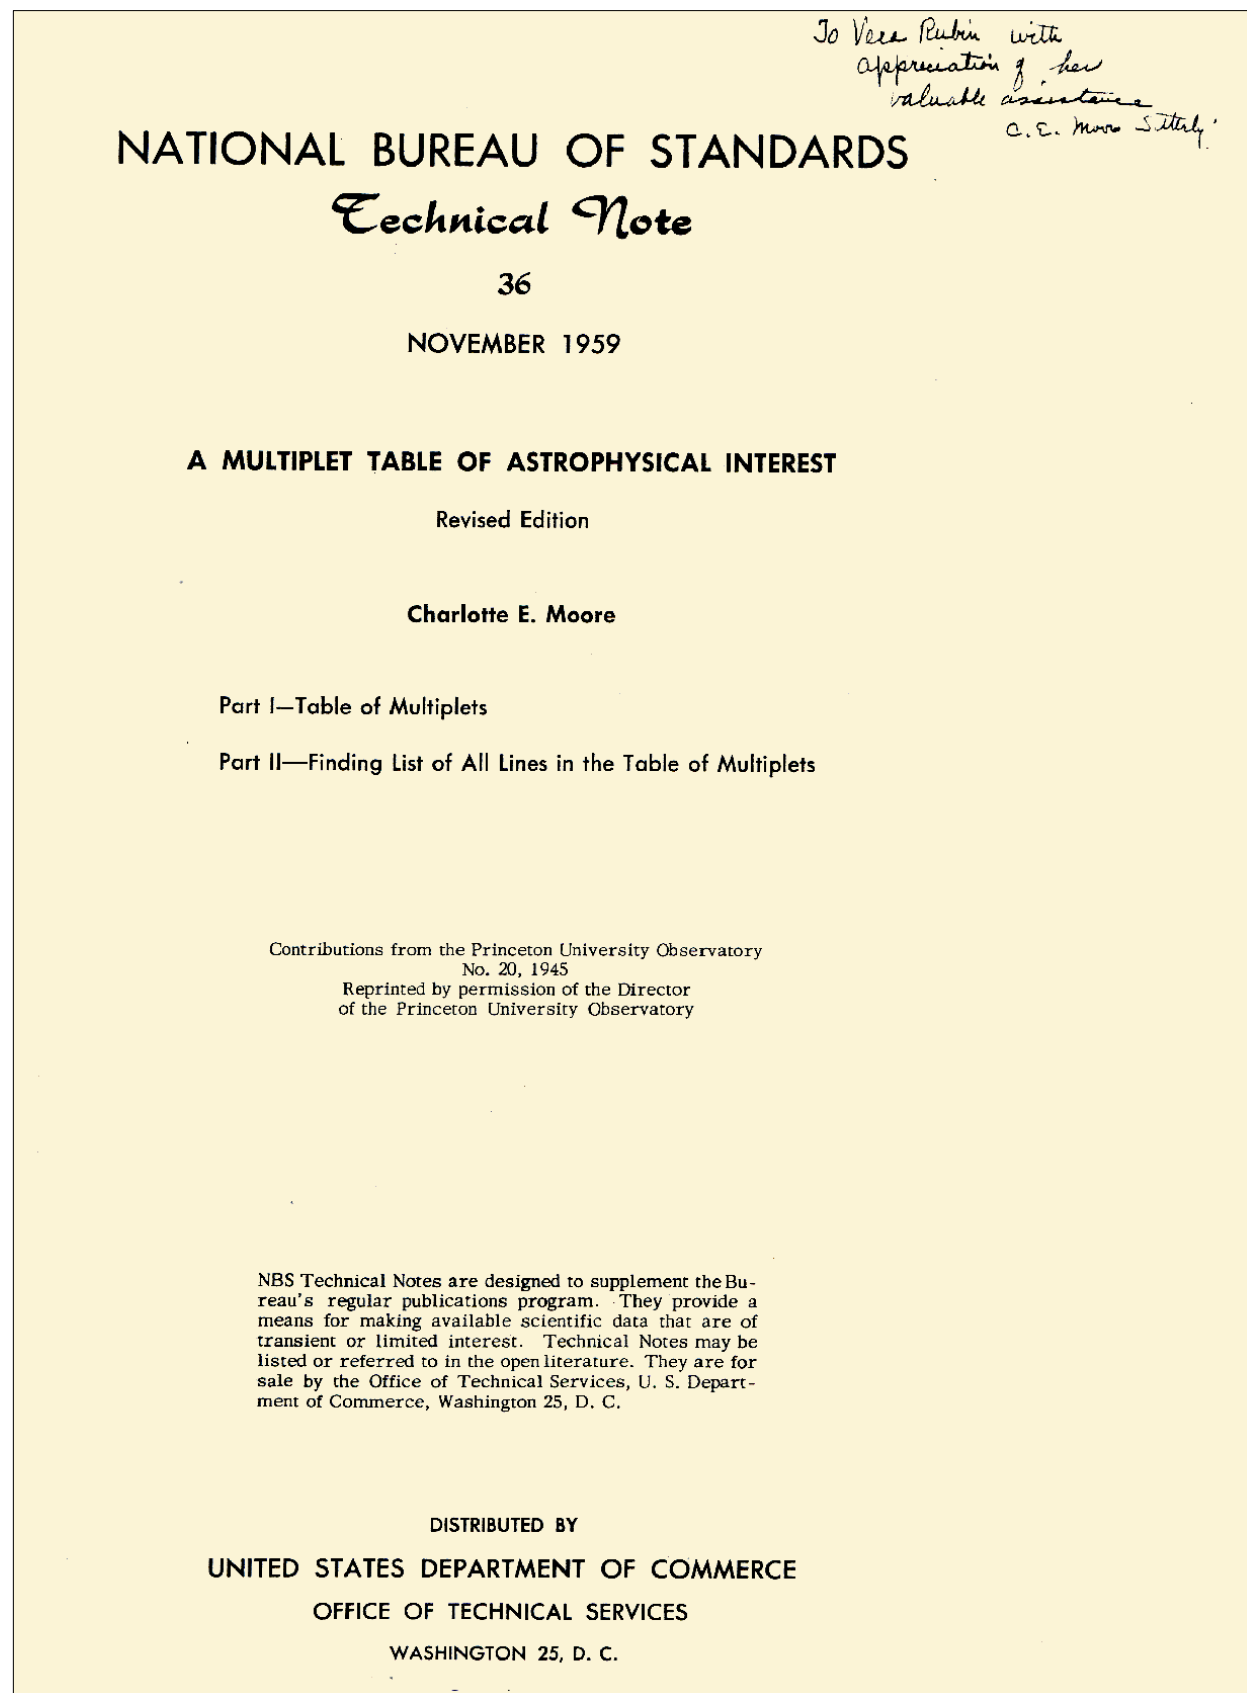 To Vera Rubin with
appreciation of her
valuable assistance
C. E. Moore Sitterly
NATIONAL BUREAU OF STANDARDS
Technical Note
36
NOVEMBER 1959
A MULTIPLET TABLE OF ASTROPHYSICAL INTEREST
Revised Edition
Charlotte E. Moore
Part I—Table of Multiplets
Part II—Finding List of All Lines in the Table of Multiplets
Contributions from the Princeton University Observatory
No. 20, 1945
Reprinted by permission of the Director
of the Princeton University Observatory
NBS Technical Notes are designed to supplement the Bu-
reau's regular publications program. They provide a
means for making available scientific data that are of
transient or limited interest. Technical Notes may be
listed or referred to in the open literature. They are for
sale by the Office of Technical Services, U. S. Depart-
ment of Commerce, Washington 25, D. C.
DISTRIBUTED BY
UNITED STATES DEPARTMENT OF COMMERCE
OFFICE OF TECHNICAL SERVICES
WASHINGTON 25, D. C.